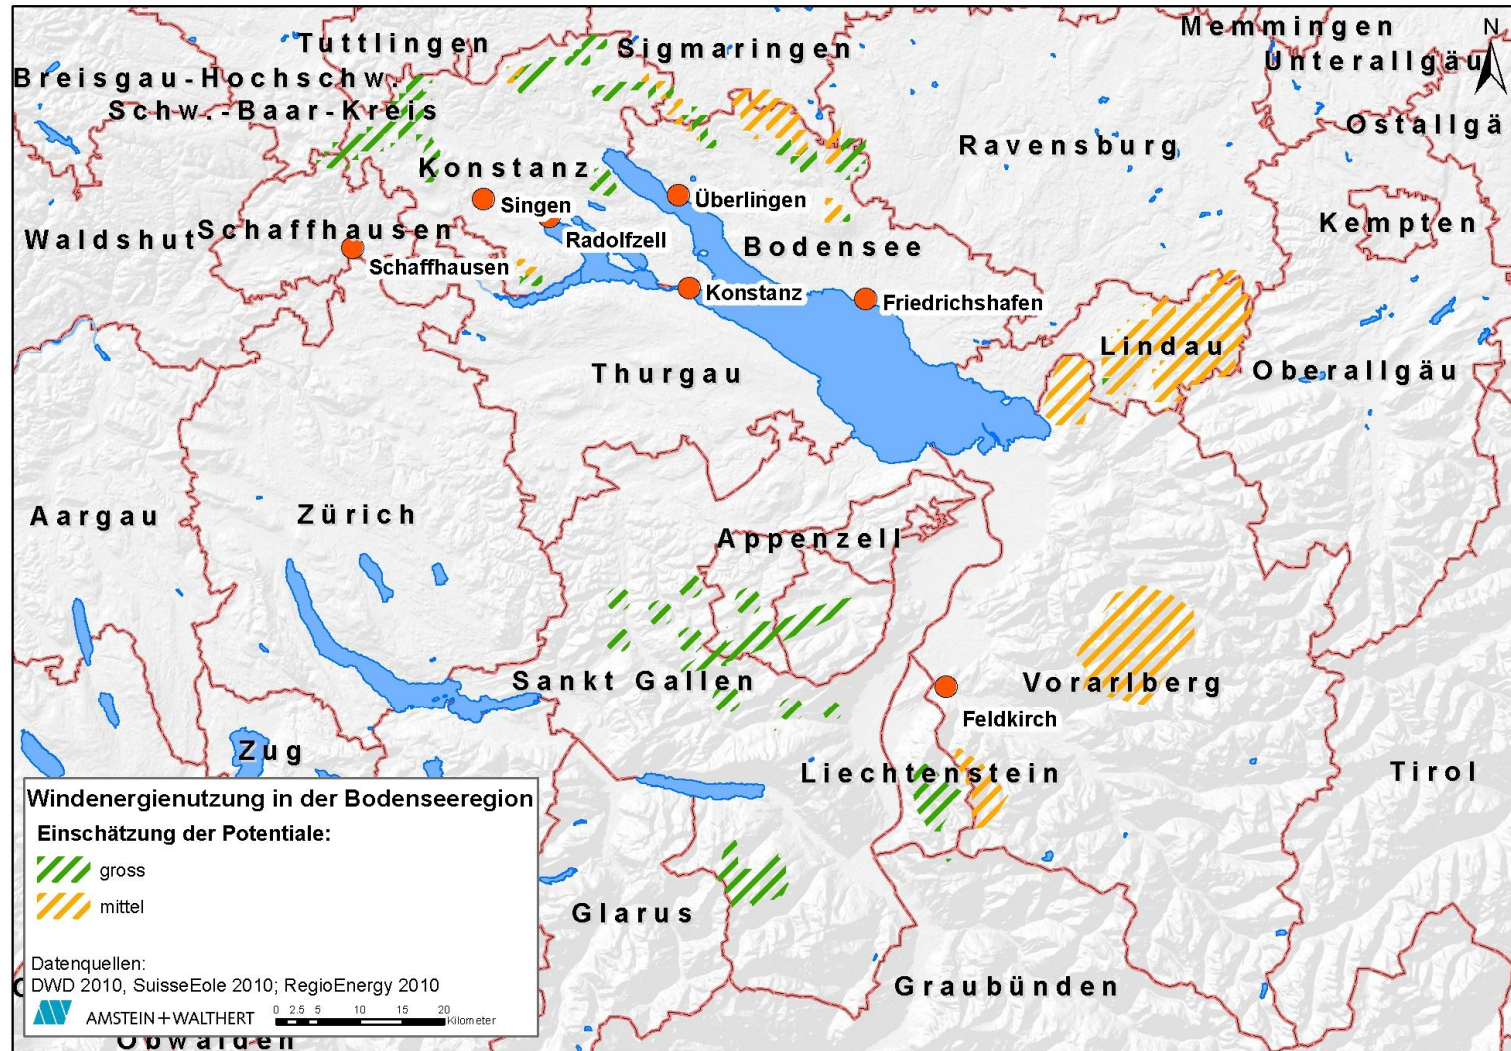 Memmingen
N
Tuttlingen
Sigmaringen
Unterallgäu
Breisgau-Hochschw.
Schw.-Baar-Kreis
Ostallgä
Ravensburg
Konstanz
Singen
Überlingen
Kempten
Waldshut
Schaffhausen
Radolfzell
Bodensee
Schaffhausen
Konstanz
Friedrichshafen
Lindau
Thurgau
Oberallgäu
Aargau
Zürich
Appenzell
Sankt Gallen
Vorarlberg
Feldkirch
Zug
Liechtenstein
Tirol
Windenergienutzung in der Bodenseeregion
Einschätzung der Potentiale:
gross
mittel
Glarus
Datenquellen:
DWD 2010, SuisseEole 2010; RegioEnergy 2010
Graubünden
AMSTEIN+WALTHERT
0 2.5 5 10 15 20
Kilometer
Obwalden